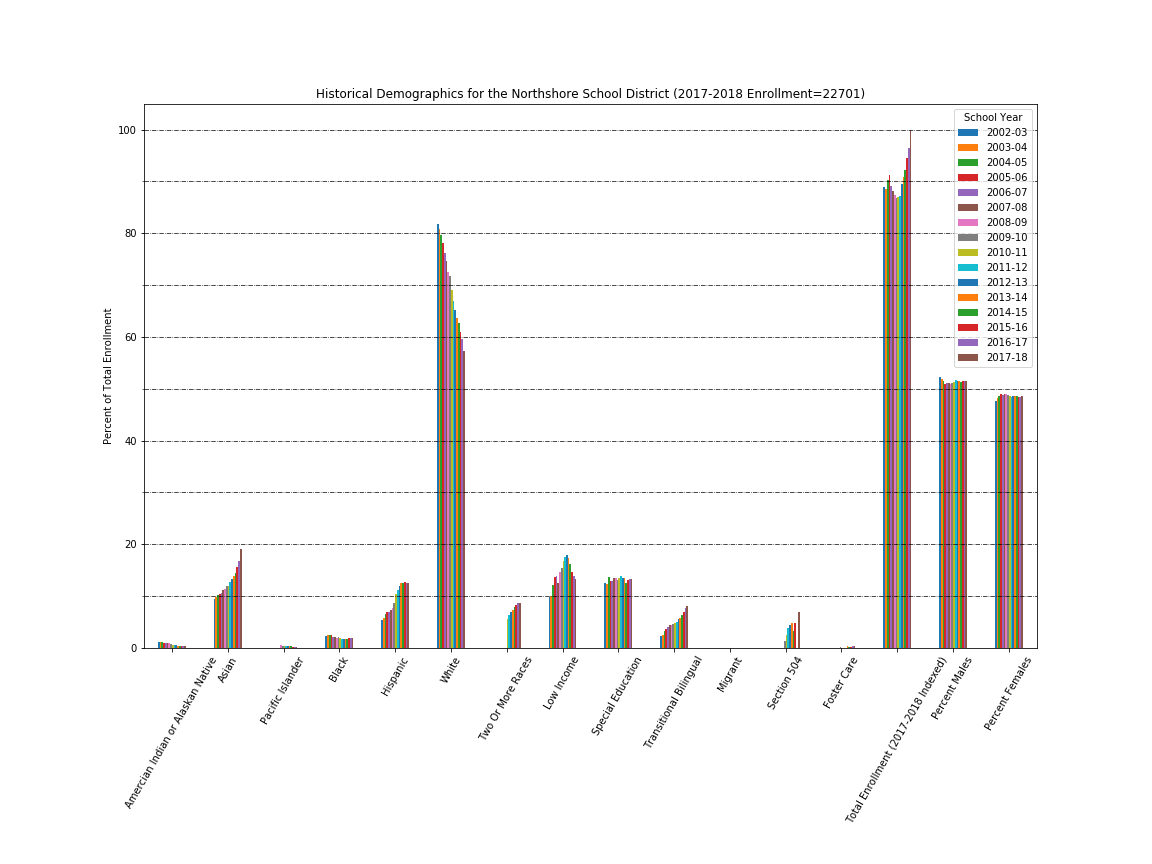 Historical Demographics for the Northshore School District (2017-2018 Enrollment=22701)
Percent of Total Enrollment
100
80
60
40
20
0
School Year
2002-03
2003-04
2004-05
2005-06
2006-07
2007-08
2008-09
2009-10
2010-11
2011-12
2012-13
2013-14
2014-15
2015-16
2016-17
2017-18
Amercian Indian or Alaskan Native
Asian
Pacific Islander
Black
Hispanic
White
Two Or More Races
Low Income
Special Education
Transitional Bilingual
Migrant
Section 504
Foster Care
Total Enrollment (2017-2018 Indexed)
Percent Males
Percent Females